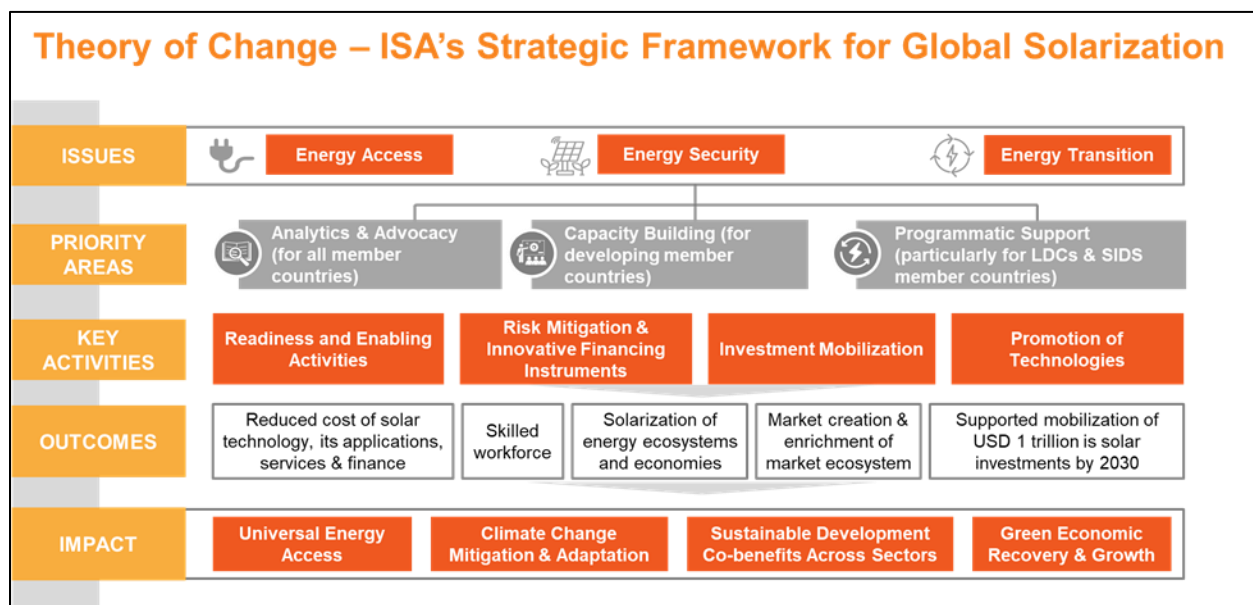 Theory of Change – ISA's Strategic Framework for Global Solarization
ISSUES
Energy Access
Energy Security
Energy Transition
PRIORITY
AREAS
Analytics & Advocacy
(for all member
countries)
Capacity Building (for
developing member
countries)
Programmatic Support
(particularly for LDCs & SIDS
member countries)
KEY
ACTIVITIES
Readiness and Enabling
Activities
Risk Mitigation &
Innovative Financing
Instruments
Investment Mobilization
Promotion of
Technologies
OUTCOMES
Reduced cost of solar
technology, its applications,
services & finance
Skilled
workforce
Solarization of
energy ecosystems
and economies
Market creation &
enrichment of
market ecosystem
Supported mobilization of
USD 1 trillion is solar
investments by 2030
IMPACT
Universal Energy
Access
Climate Change
Mitigation & Adaptation
Sustainable Development
Co-benefits Across Sectors
Green Economic
Recovery & Growth